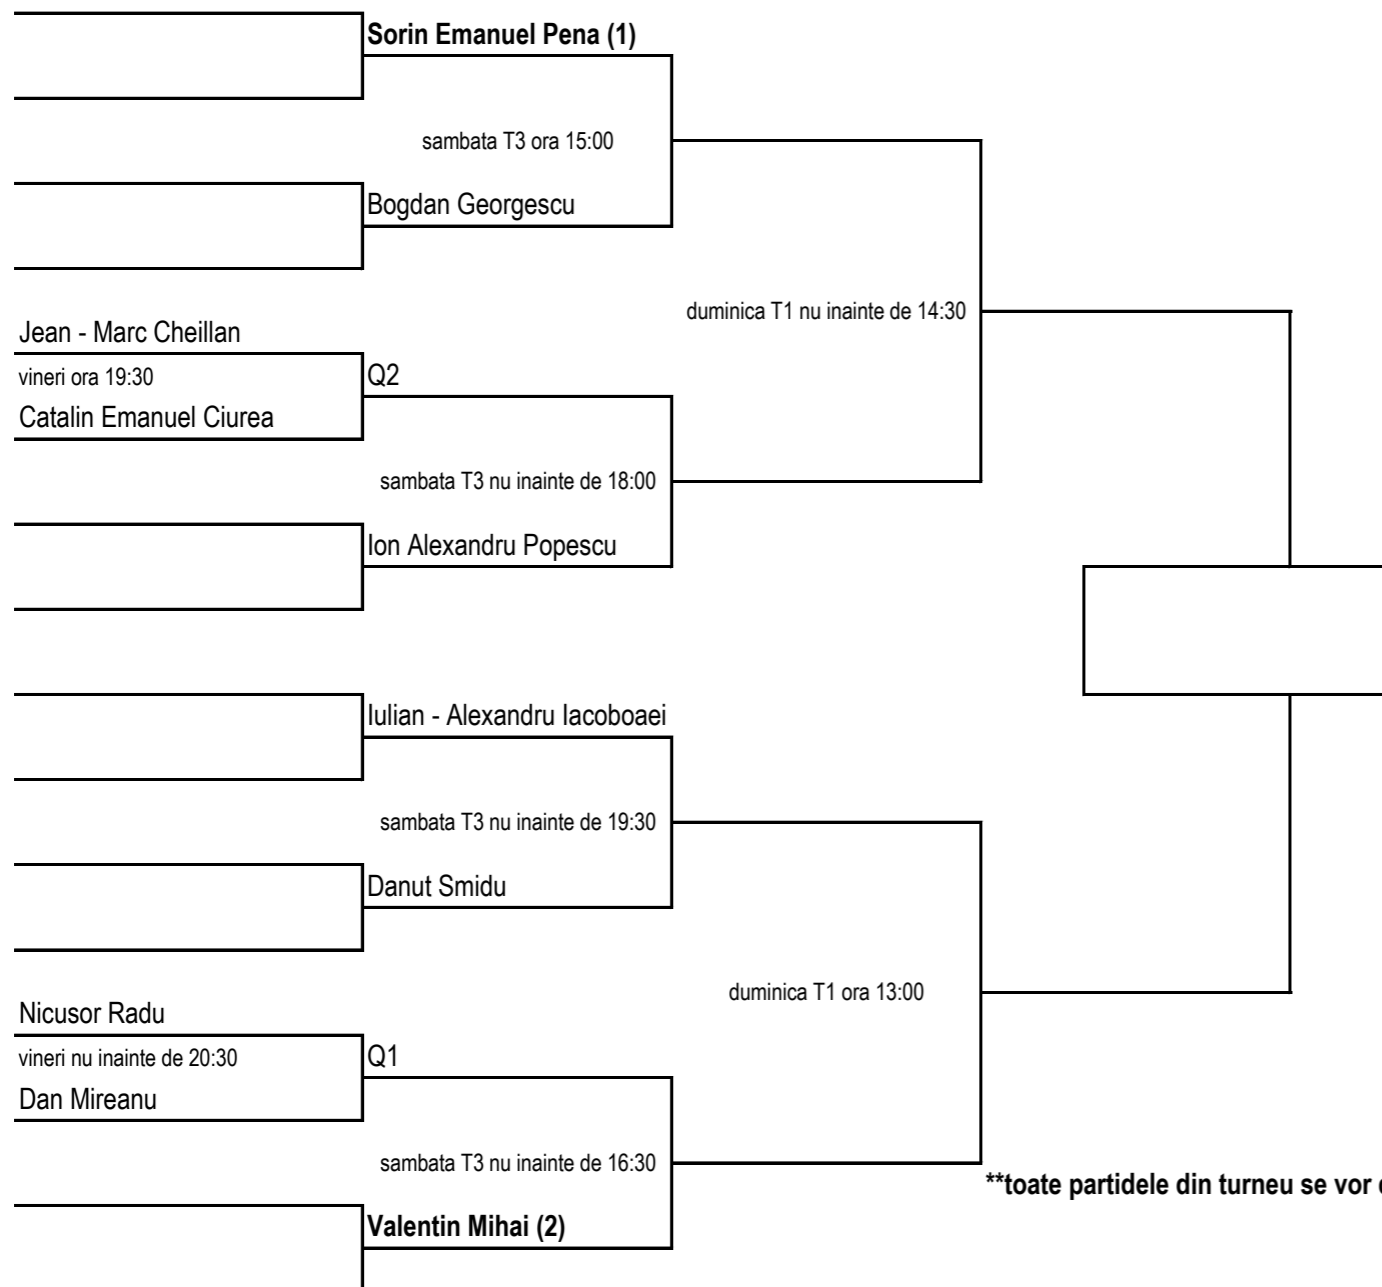 Sorin Emanuel Pena (1)
sambata T3 ora 15:00
Bogdan Georgescu
duminica T1 nu inainte de 14:30
Jean - Marc Cheillan
vineri ora 19:30
Q2
Catalin Emanuel Ciurea
sambata T3 nu inainte de 18:00
Ion Alexandru Popescu
Iulian - Alexandru Iacoboaei
sambata T3 nu inainte de 19:30
Danut Smidu
duminica T1 ora 13:00
Nicusor Radu
vineri nu inainte de 20:30
Q1
Dan Mireanu
sambata T3 nu inainte de 16:30
**toate partidele din turneu se vor
Valentin Mihai (2)